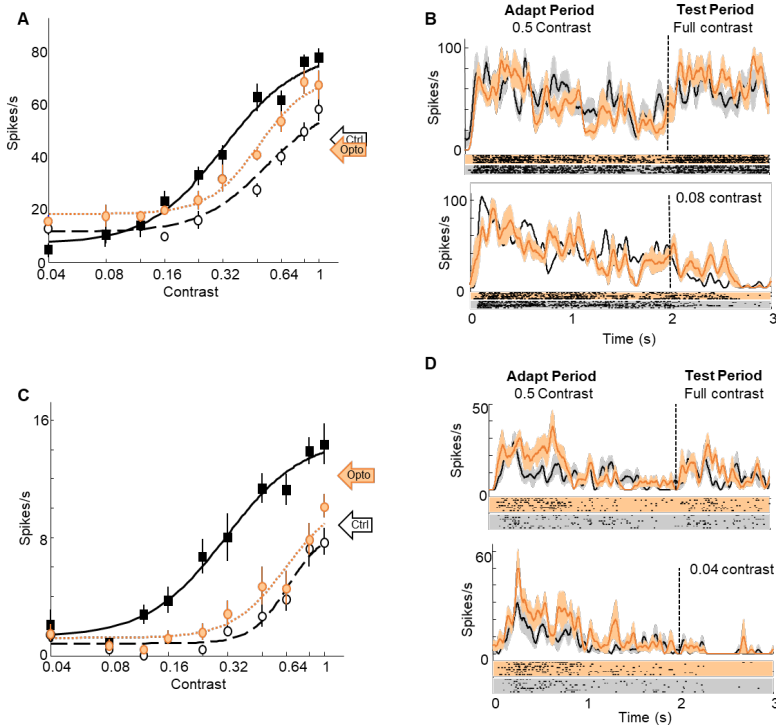 A
Spikes/s
80
60
40
20
0
0.04
0.08
0.16
0.32
0.64
1
Contrast
Ctrl
Opto
B
Adapt Period
0.5 Contrast
Test Period
Full contrast
Spikes/s
100
0
0.08 contrast
Spikes/s
100
0
0
1
2
3
Time (s)
C
Spikes/s
16
8
0
0.04
0.08
0.16
0.32
0.64
1
Contrast
Opto
Ctrl
D
Adapt Period
0.5 Contrast
Test Period
Full contrast
Spikes/s
50
0
0.04 contrast
Spikes/s
60
0
0
1
2
3
Time (s)